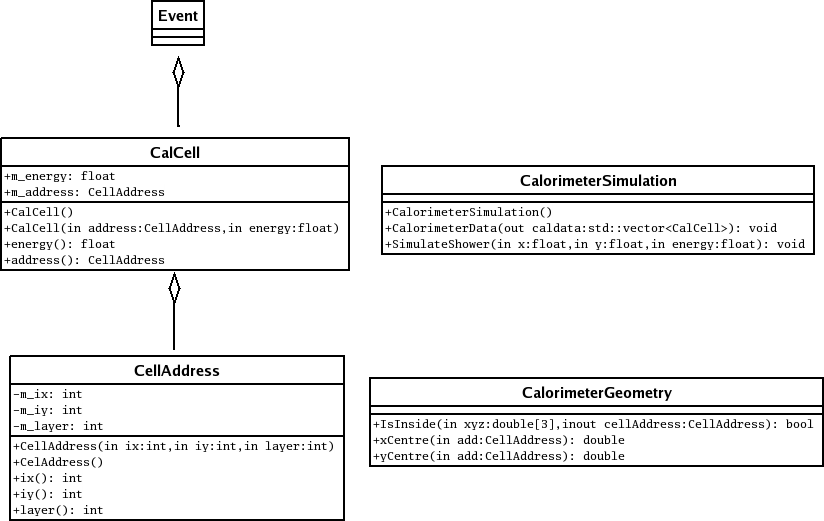 Event
CalCell
+m_energy: float
+m_address: CellAddress
+CalCell()
+CalCell(in address:CellAddress,in energy:float)
+energy(): float
+address(): CellAddress
CalorimeterSimulation
+CalorimeterSimulation()
+CalorimeterData(out caldata:std::vector<CalCell>): void
+SimulateShower(in x:float,in y:float,in energy:float): void
CellAddress
-m_ix: int
-m_iy: int
-m_layer: int
+CellAddress(in ix:int,in iy:int,in layer:int)
+CelAddress()
+ix(): int
+iy(): int
+layer(): int
CalorimeterGeometry
+IsInside(in xyz:double[3],inout cellAddress:CellAddress): bool
+xCentre(in add:CellAddress): double
+yCentre(in add:CellAddress): double